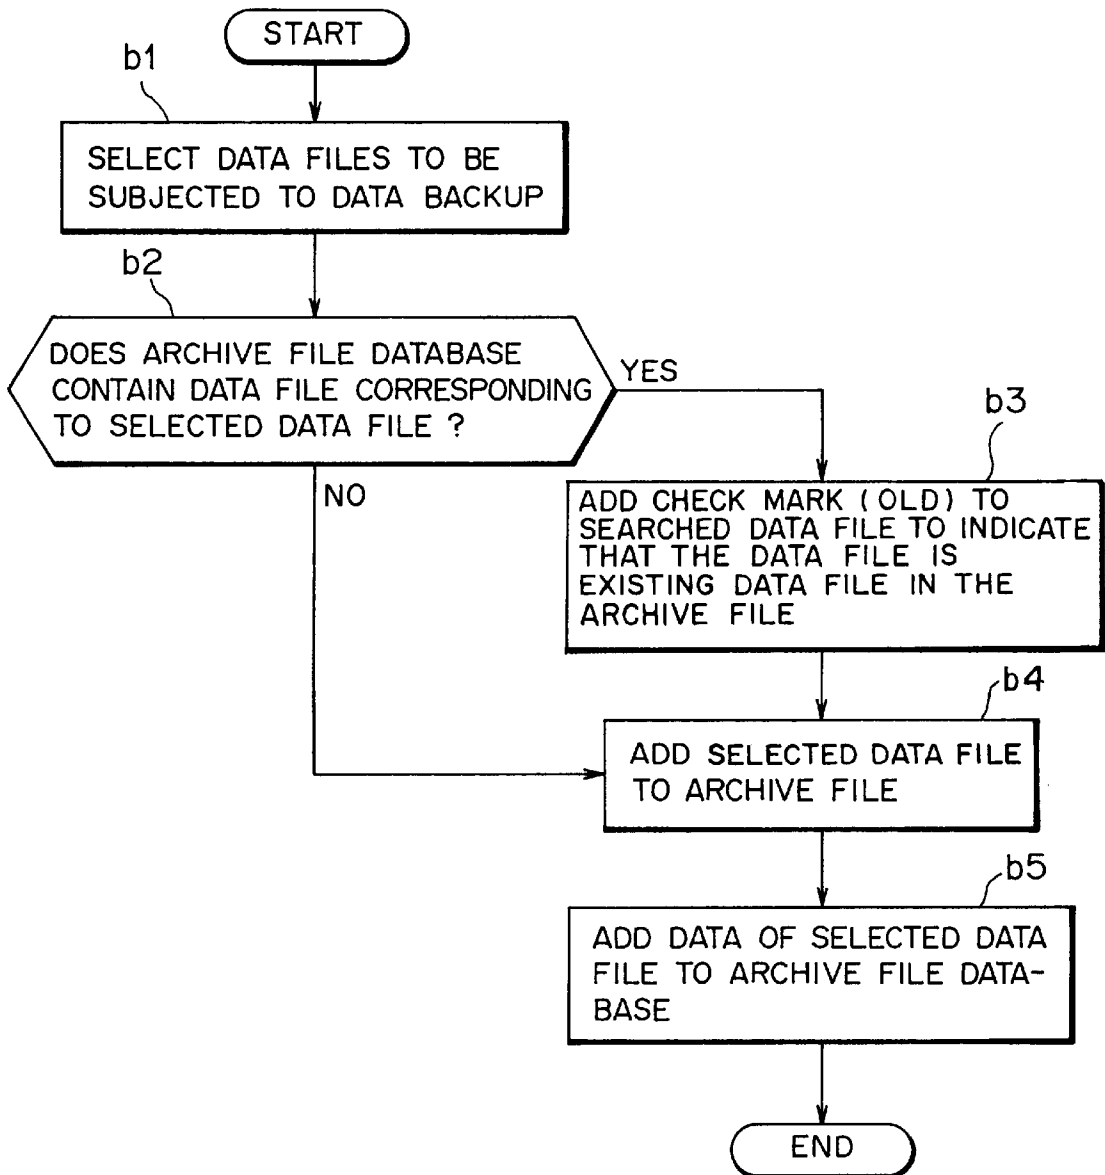 START
b1
SELECT DATA FILES TO BE
SUBJECTED TO DATA BACKUP
b2
DOES ARCHIVE FILE DATABASE
CONTAIN DATA FILE CORRESPONDING
TO SELECTED DATA FILE ?
YES
NO
b3
ADD CHECK MARK ( OLD ) TO
SEARCHED DATA FILE TO INDICATE
THAT THE DATA FILE IS
EXISTING DATA FILE IN THE
ARCHIVE FILE
b4
ADD SELECTED DATA FILE
TO ARCHIVE FILE
b5
ADD DATA OF SELECTED DATA
FILE TO ARCHIVE FILE DATA-
BASE
END